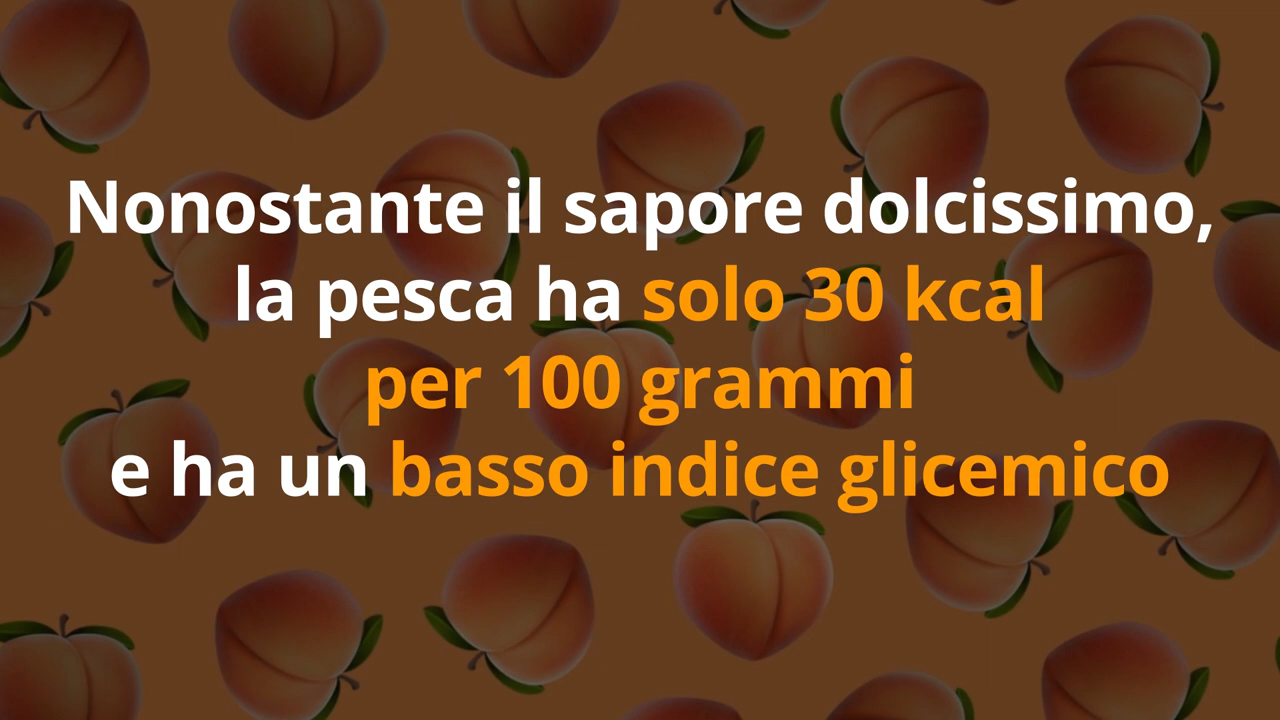 Nonostante il sapore dolcissimo,
la pesca ha solo 30 kcal
per 100 grammi
e ha un basso indice glicemico